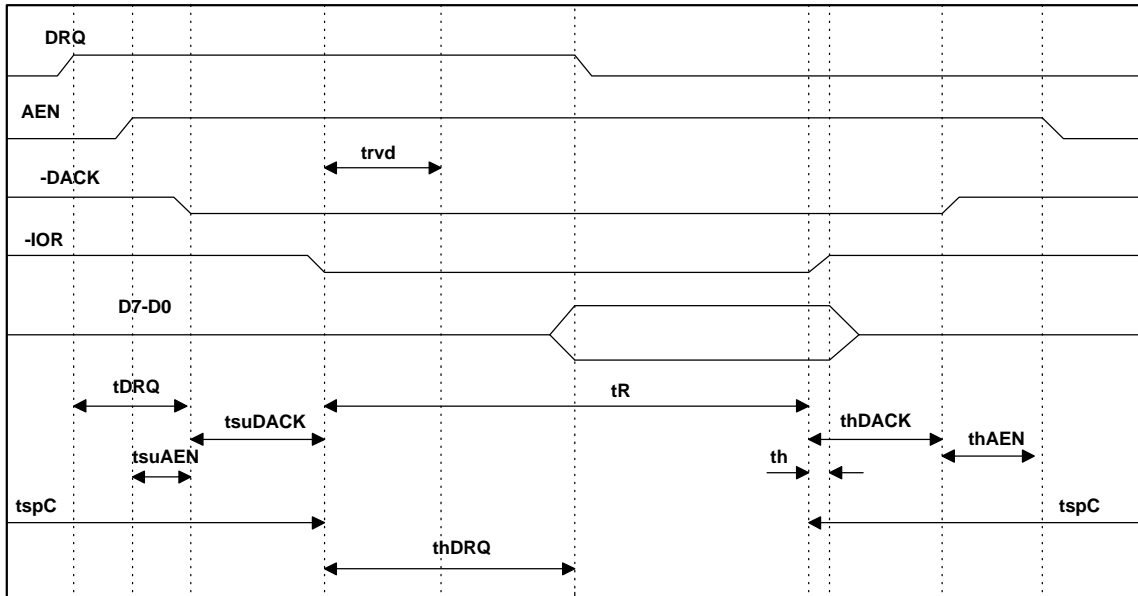 DRQ
AEN
trvd
-DACK
-IOR
D7-D0
tDRQ
tR
tsuDACK
thDACK
tsuAEN
th
thAEN
tspC
tspC
thDRQ